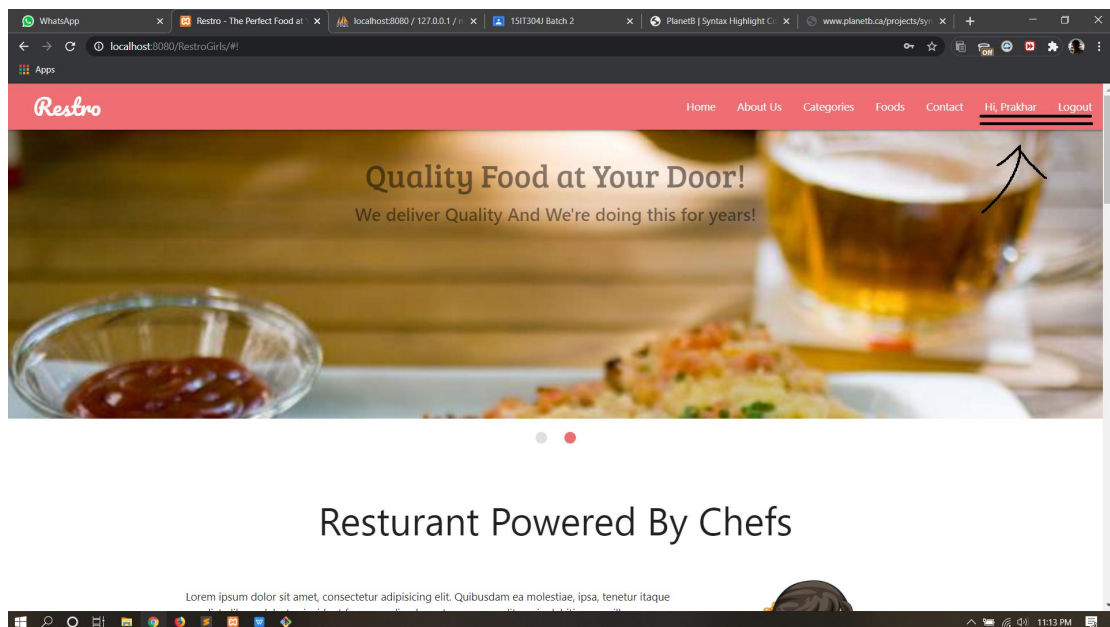 WhatsApp
Restro - The Perfect Food at
localhost:8080 / 127.0.0.1 /
15IT304J Batch 2
PlanetB | Syntax Highlight Co
www.planetb.ca/projects/syn
localhost:8080/RestroGirls/#!
Off
Apps
Restro Home About Us Categories Foods Contact Hi, Prakhar Logout
Quality Food at Your Door!
We deliver Quality And We're doing this for years!
Resturant Powered By Chefs
Lorem ipsum dolor sit amet, consectetur adipisicing elit. Quibusdam ea molestiae, ipsa, tenetur itaque
11:13 PM